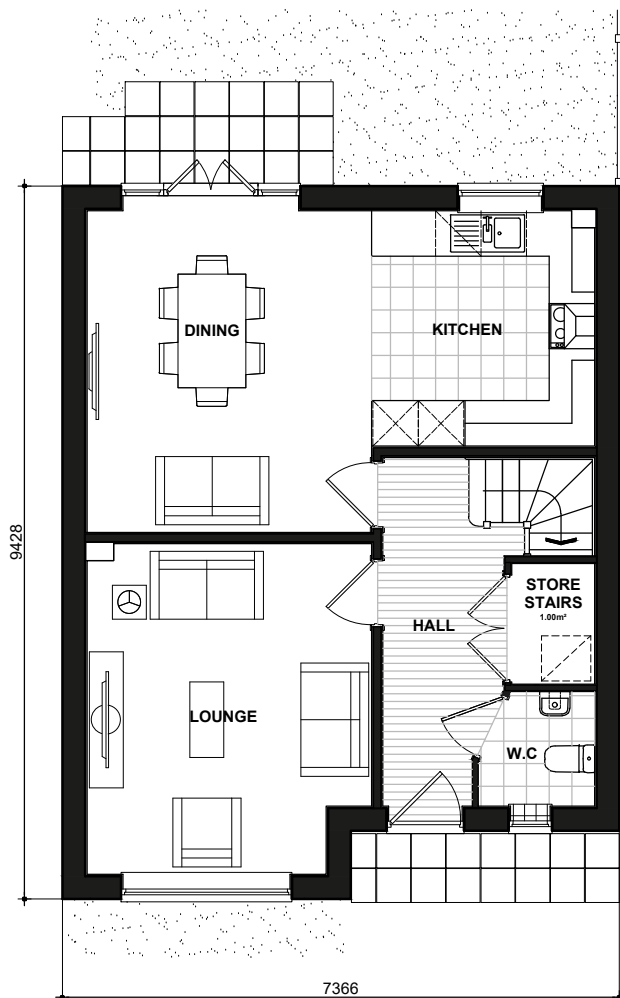 DINING
KITCHEN
9428
STORE
STAIRS
1.00m²
HALL
LOUNGE
W.C
7366